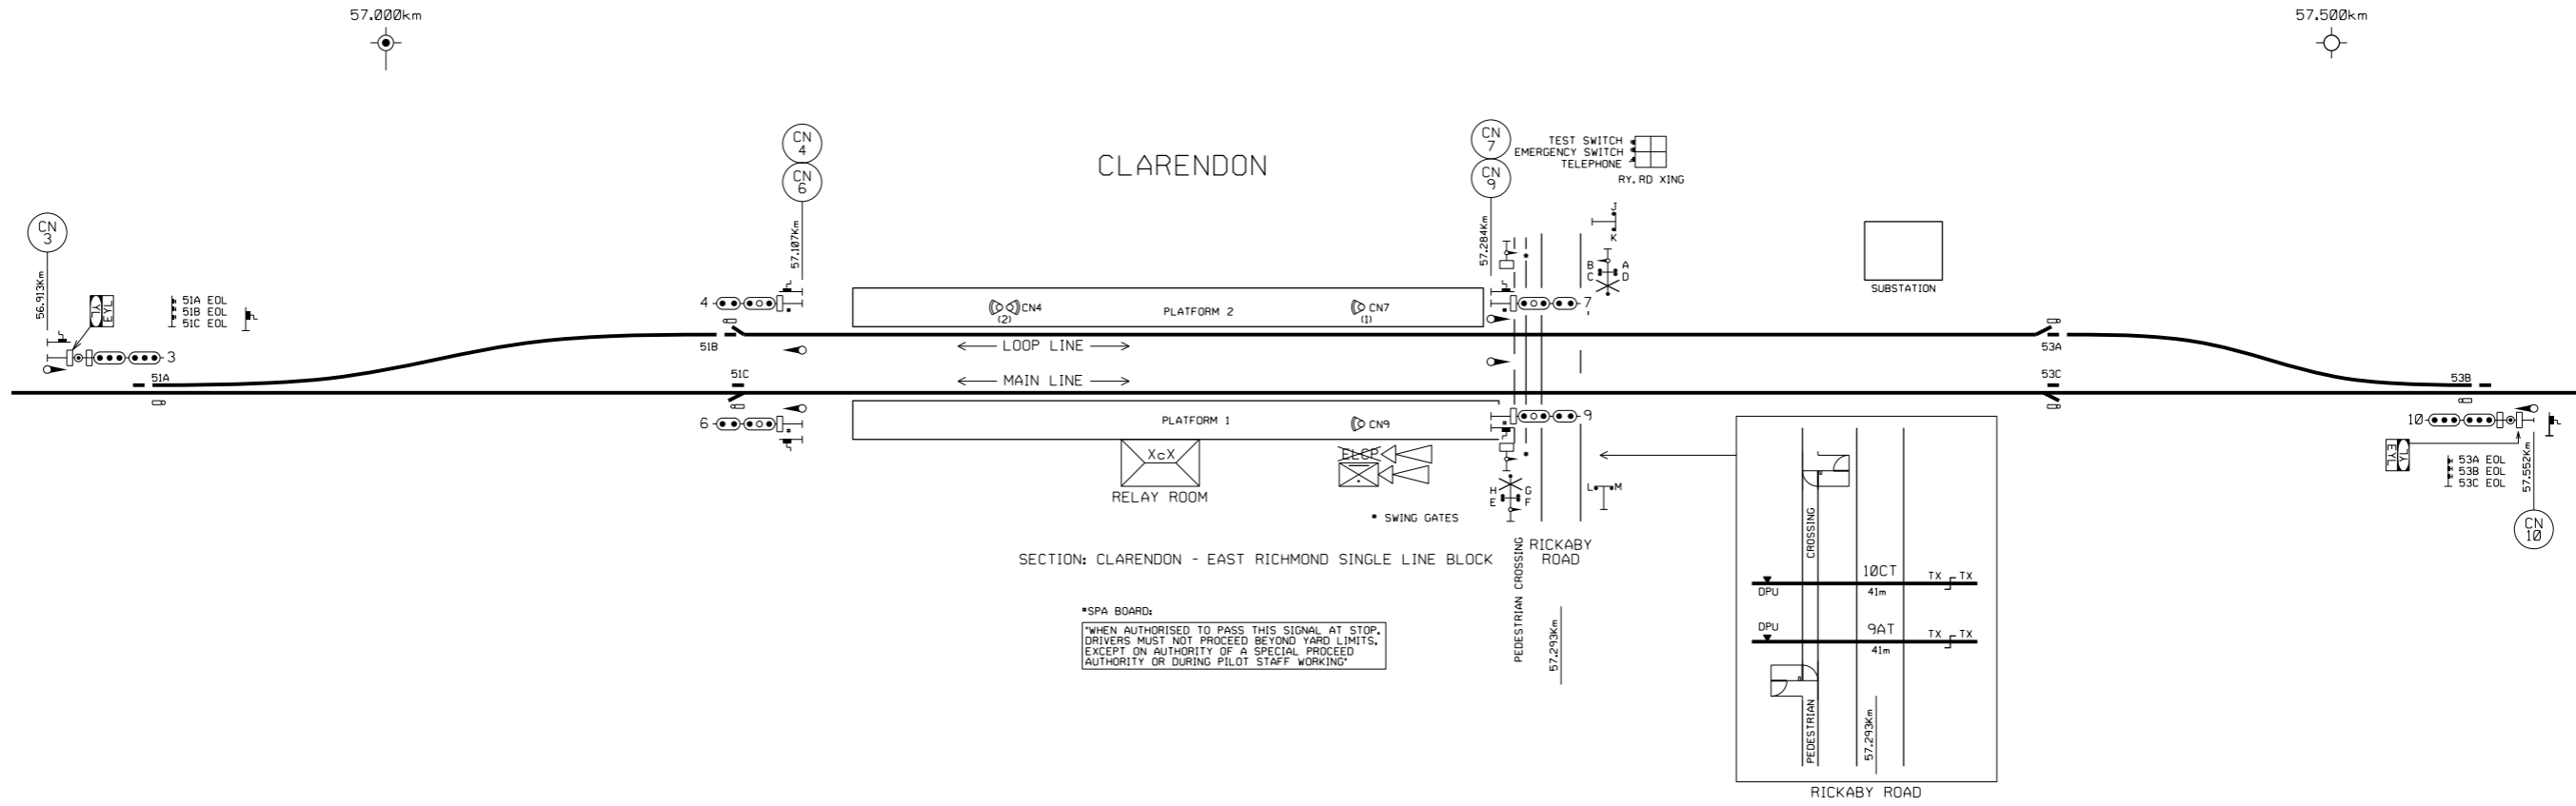 57.000km
57.500km
CN
4
CN
6
CN
7
CN
9
CN
3
CLARENDON
TEST SWITCH
EMERGENCY SWITCH
TELEPHONE
RY. RD XING
J
K
56.913Km
57.107Km
57.284Km
YL
EYL
51A EOL
51B EOL
51C EOL
B A
C D
SUBSTATION
4
CN4
(2)
PLATFORM 2
CN7
(1)
7
3
51B
LOOP LINE
53A
51A
51C
MAIN LINE
53C
53B
6
PLATFORM 1
CN9
9
10
XcX
RELAY ROOM
ELCP
H G
E F
L M
* SWING GATES
EYL
YL
53A EOL
53B EOL
53C EOL
57.552Km
CN
10
SECTION: CLARENDON - EAST RICHMOND SINGLE LINE BLOCK
PEDESTRIAN CROSSING
RICKABY
ROAD
57.293Km
*SPA BOARD:
"WHEN AUTHORISED TO PASS THIS SIGNAL AT STOP,
DRIVERS MUST NOT PROCEED BEYOND YARD LIMITS,
EXCEPT ON AUTHORITY OF A SPECIAL PROCEED
AUTHORITY OR DURING PILOT STAFF WORKING"
CROSSING
10CT
TX TX
DPU
41m
DPU
9AT
TX TX
41m
PEDESTRIAN
57.293Km
RICKABY ROAD